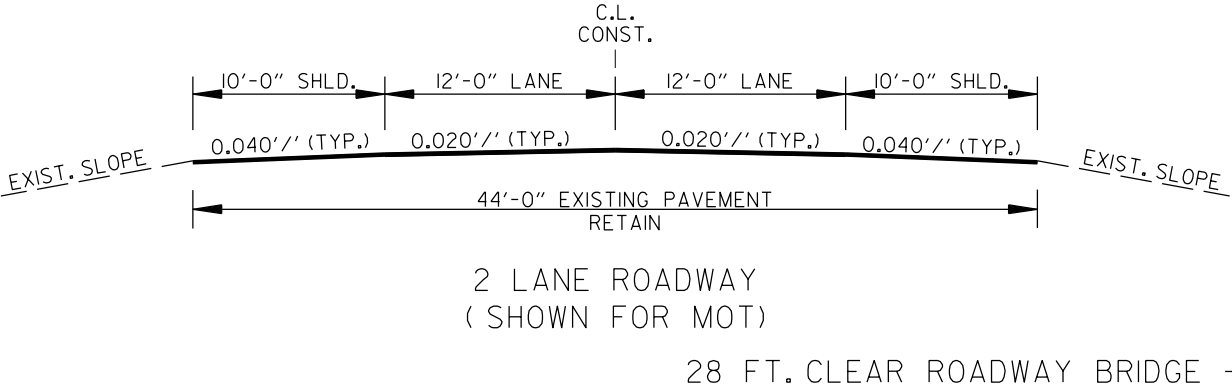 C.L.
CONST.
10'-0" SHLD. 12'-0" LANE 12'-0" LANE 10'-0" SHLD.
0.040'/' (TYP.) 0.020'/' (TYP.) 0.020'/' (TYP.) 0.040'/' (TYP.)
EXIST. SLOPE EXIST. SLOPE
44'-0" EXISTING PAVEMENT
RETAIN
2 LANE ROADWAY
(SHOWN FOR MOT)
28 FT. CLEAR ROADWAY BRIDGE -